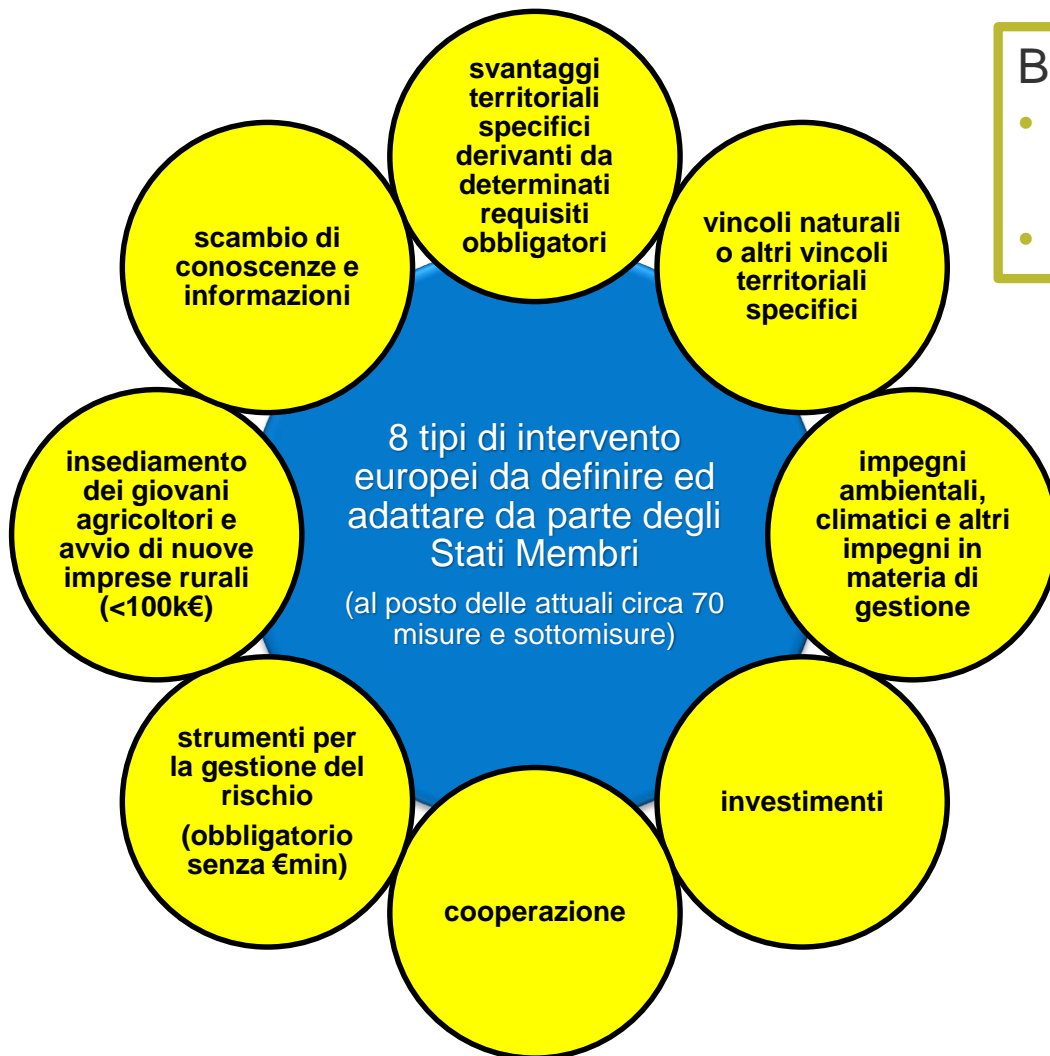 svantaggi
territoriali
specifici
derivanti da
determinati
requisiti
obbligatori
vincoli naturali
o altri vincoli
territoriali
specifici
impegni
ambientali,
climatici e altri
impegni in
materia di
gestione
investimenti
cooperazione
strumenti per
la gestione del
rischio
(obbligatorio
senza €min)
insediamento
dei giovani
agricoltori e
avvio di nuove
imprese rurali
(<100k€)
scambio di
conoscenze e
informazioni
8 tipi di intervento
europei da definire ed
adattare da parte degli
Stati Membri
(al posto delle attuali circa 70
misure e sottomisure)
B
•
•